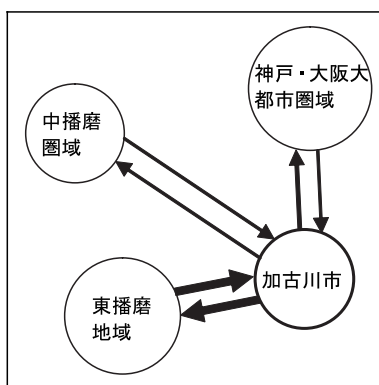 神戸・大阪大
都市圏域
中播磨
圏域
加古川市
東播磨
地域